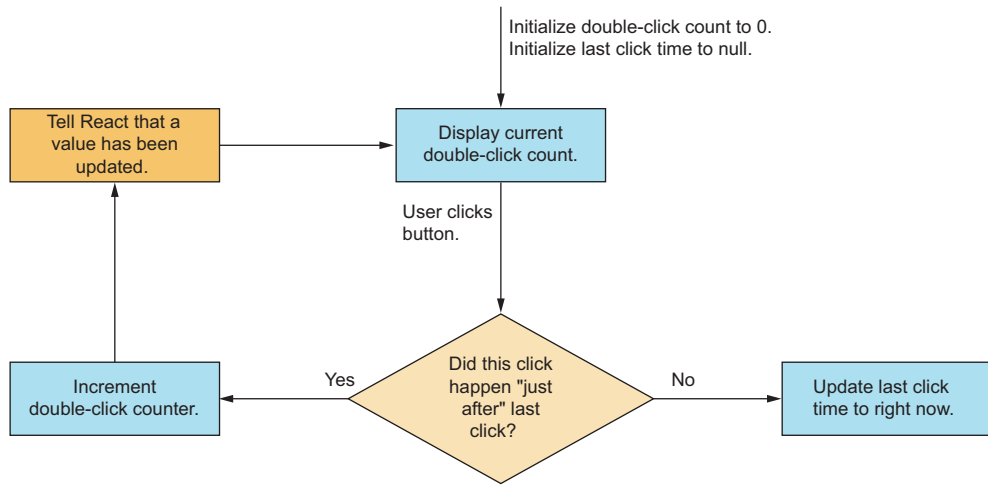 Initialize double-click count to 0.
Initialize last click time to null.
Tell React that a
value has been
updated.
Display current
double-click count.
User clicks
button.
Increment
double-click counter.
Yes
Did this click
happen "just
after" last
click?
No
Update last click
time to right now.